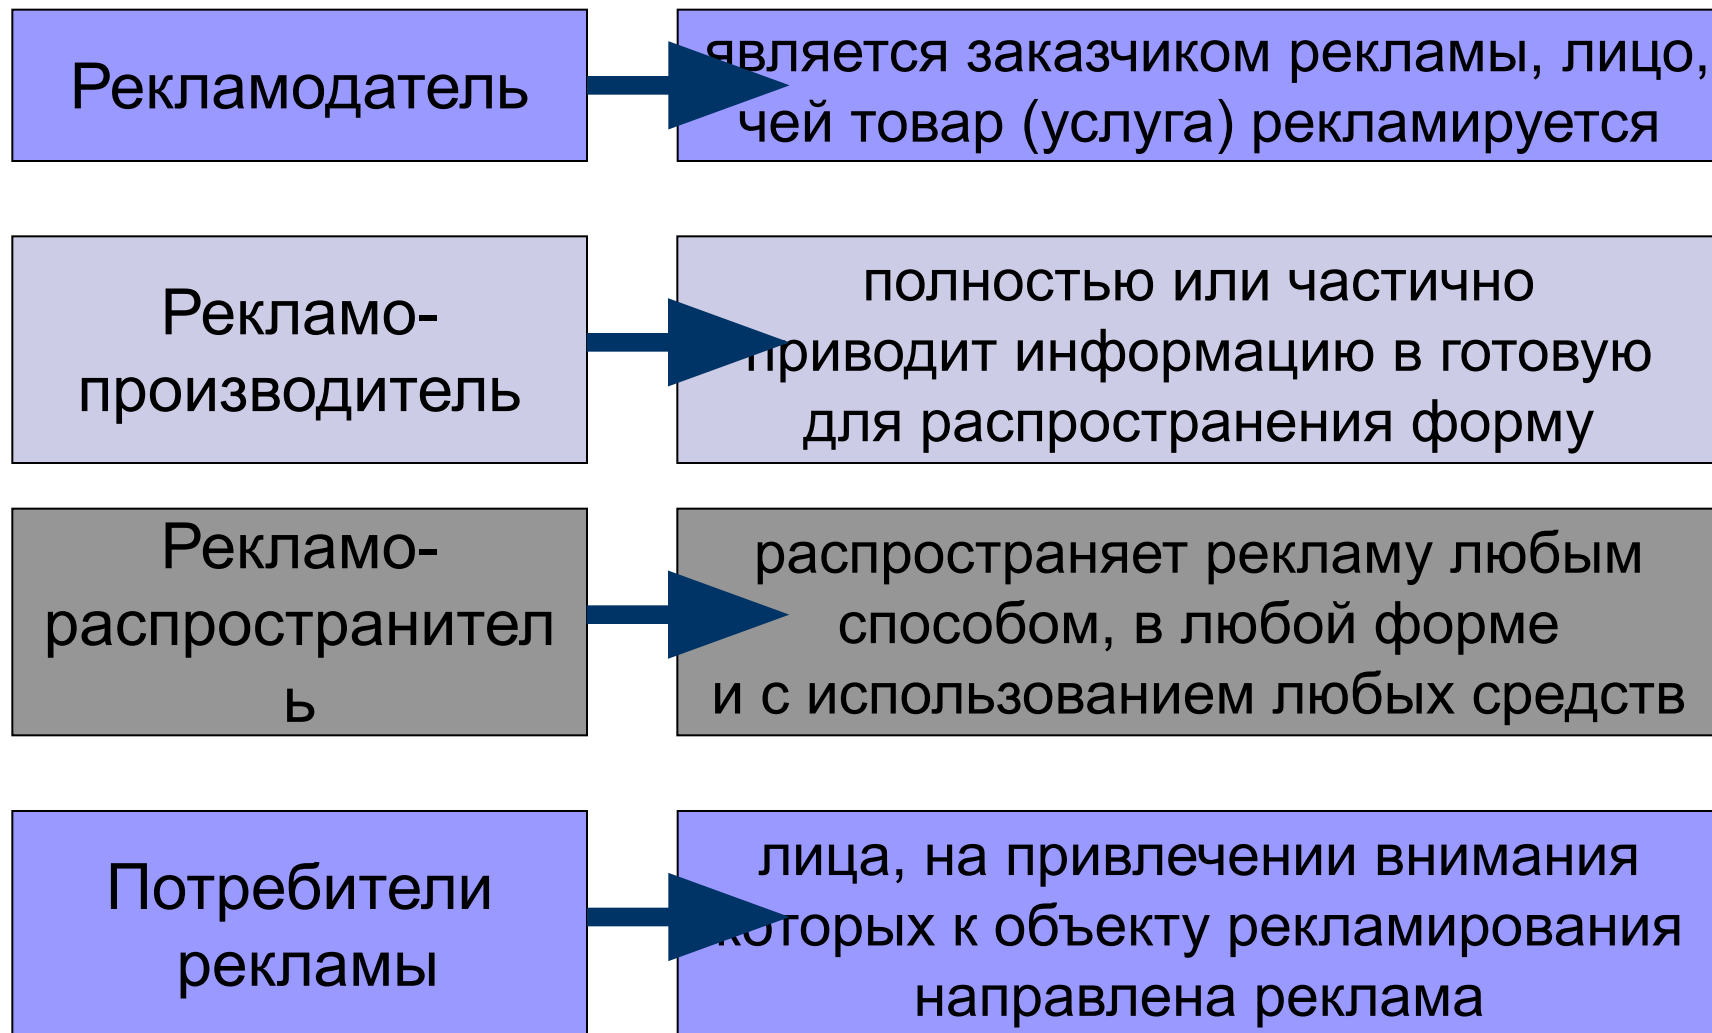 Рекламодатель
является заказчиком рекламы, лицо,
чей товар (услуга) рекламируется
Рекламо-
производитель
полностью или частично
приводит информацию в готовую
для распространения форму
Рекламо-
распространител
ь
распространяет рекламу любым
способом, в любой форме
и с использованием любых средств
Потребители
рекламы
лица, на привлечении внимания
которых к объекту рекламирования
направлена реклама